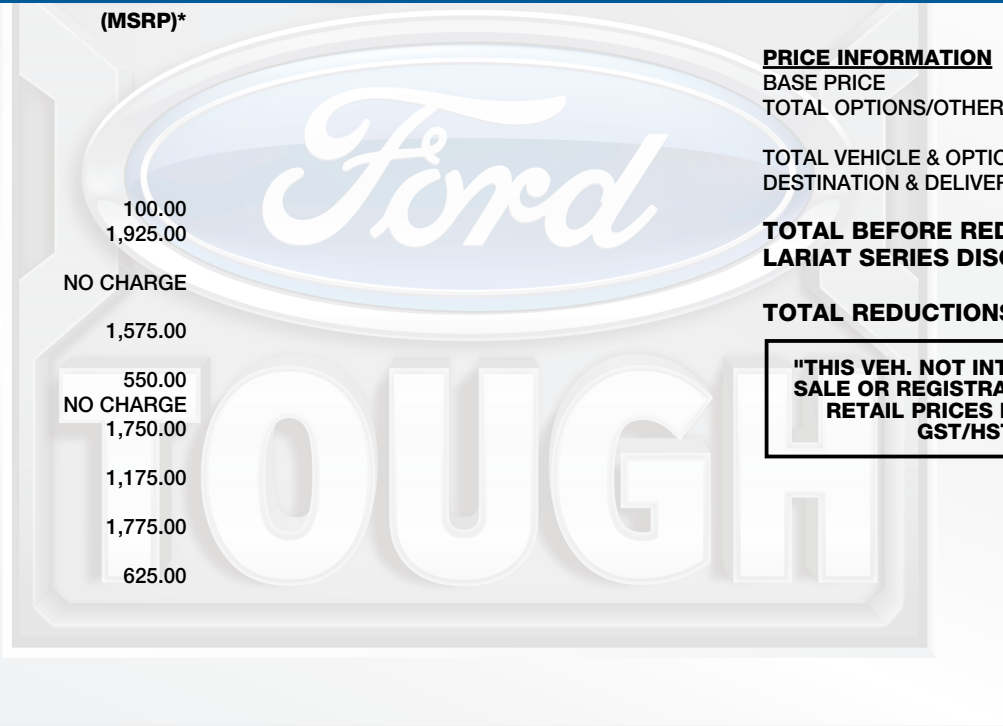 (MSRP)*
100.00
1,925.00
NO CHARGE
1,575.00
550.00
NO CHARGE
1,750.00
1,175.00
1,775.00
625.00
Ford
TOUGH
PRICE INFORMATION
BASE PRICE
TOTAL OPTIONS/OTHER
TOTAL VEHICLE & OPTIO
DESTINATION & DELIVER
TOTAL BEFORE RED
LARIAT SERIES DISC
TOTAL REDUCTIONS
"THIS VEH. NOT INT
SALE OR REGISTRA
RETAIL PRICES
GST/HST